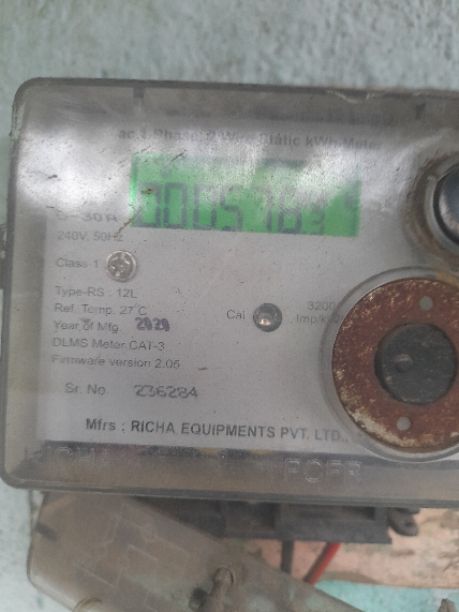 ac 1 Phase 2 Wire Static kWh Meter
240V, 50Hz
Class-1
Type-RS : 12L
Ref. Temp. 27°C
Cal
3200
Imp/k
Year of Mfg.
DLMS Meter CAT-3
Firmware version 2.05
Sr. No. 236284
Mfrs : RICHA EQUIPMENTS PVT. LTD.,